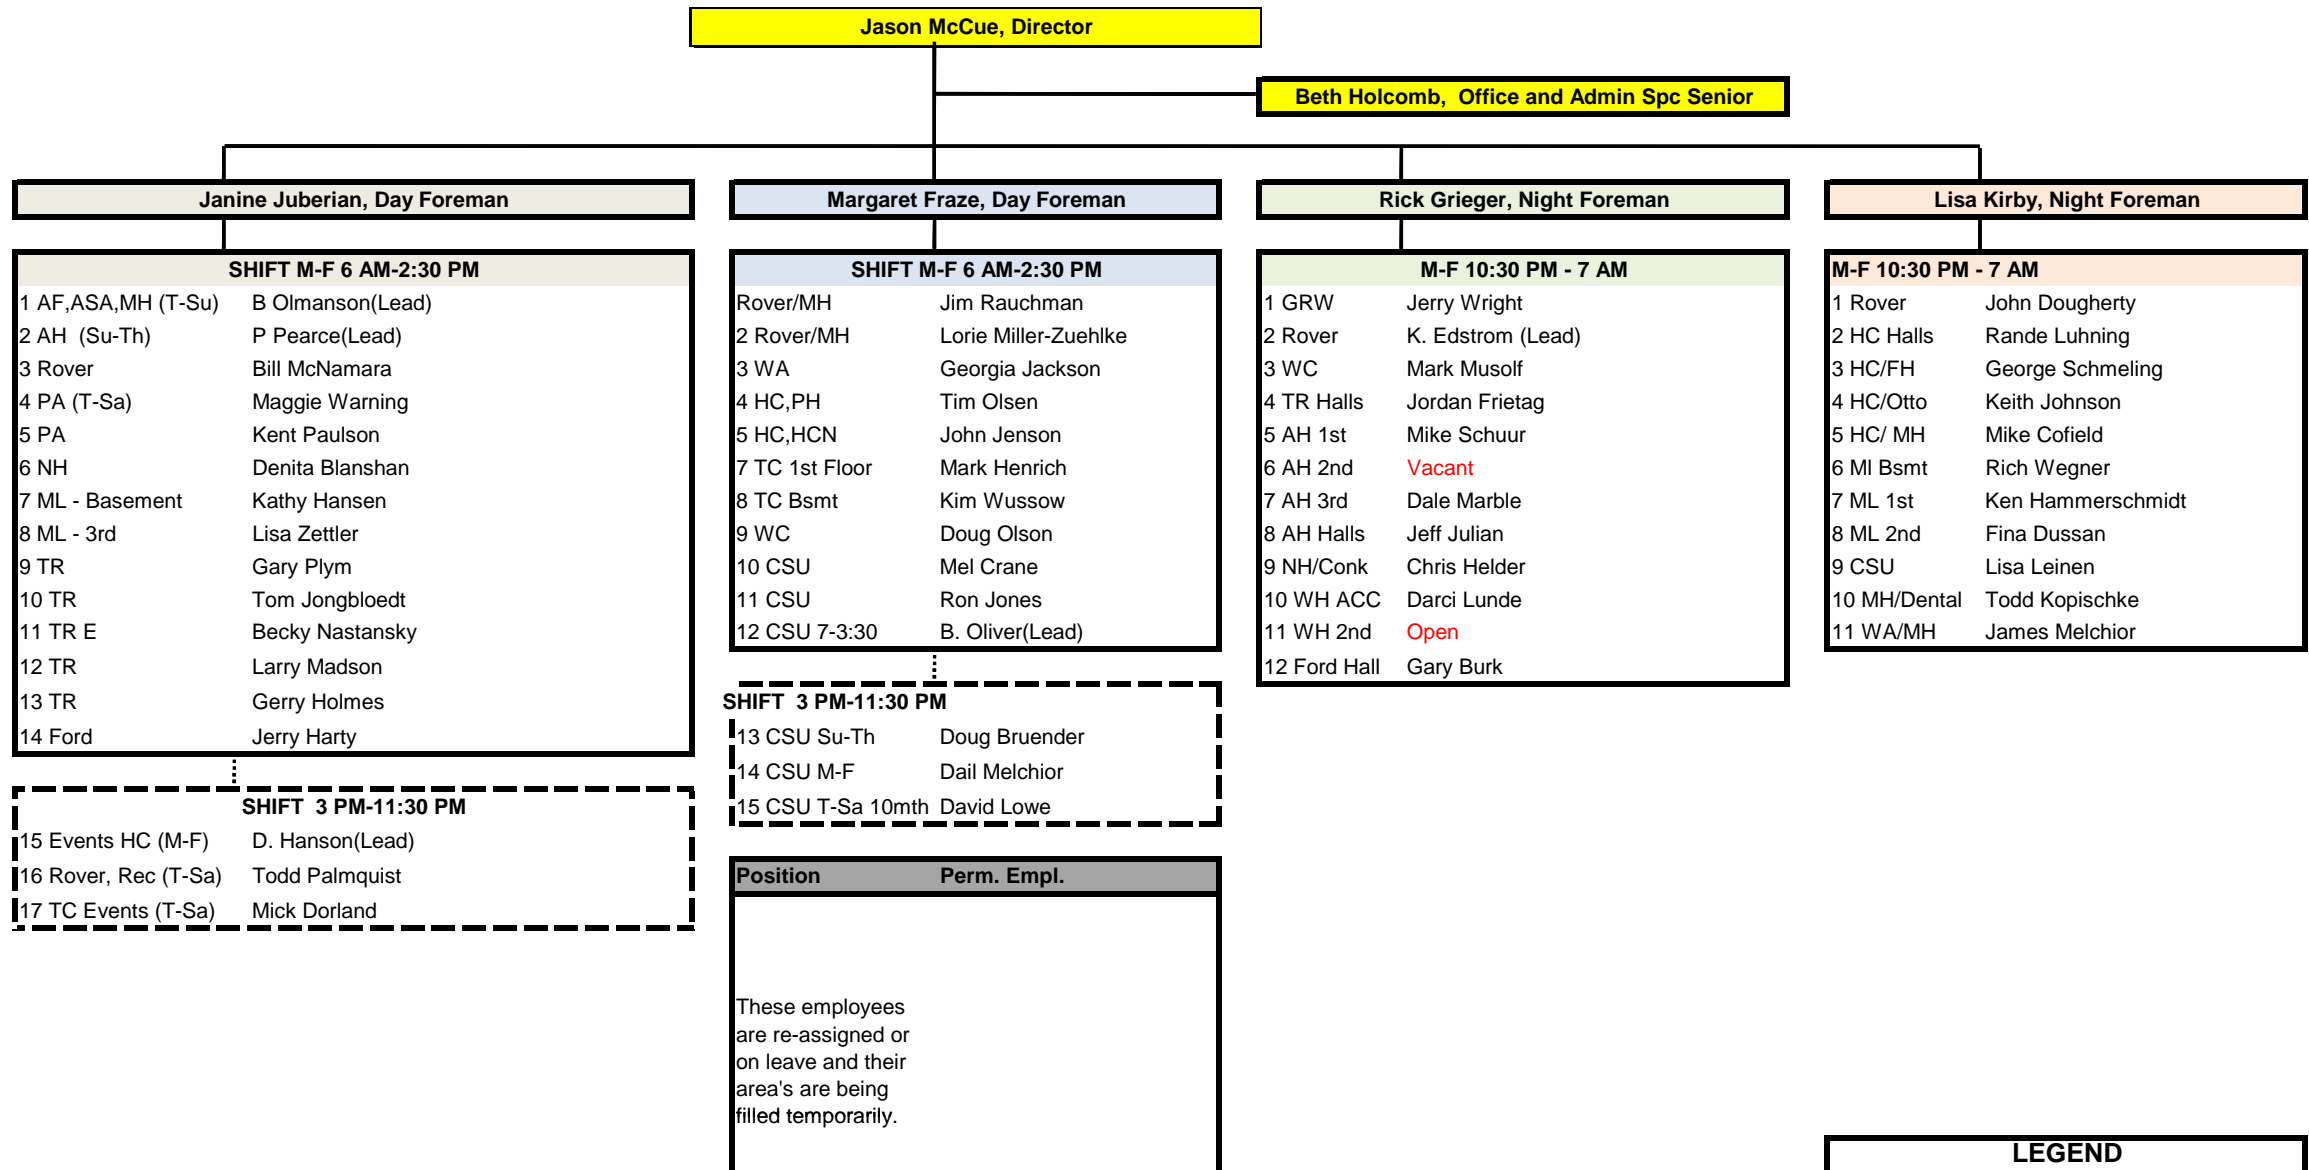 Jason McCue, Director
Beth Holcomb,  Office and Admin Spc Senior
Janine Juberian, Day Foreman
SHIFT M-F 6 AM-2:30 PM
1 AF,ASA,MH (T-Su) B Olmanson(Lead)
2 AH  (Su-Th) P Pearce(Lead)
3 Rover Bill McNamara
4 PA (T-Sa) Maggie Warning
5 PA Kent Paulson
6 NH Denita Blanshan
7 ML - Basement Kathy Hansen
8 ML - 3rd Lisa Zettler
9 TR Gary Plym
10 TR Tom Jongbloedt
11 TR E Becky Nastansky
12 TR Larry Madson
13 TR Gerry Holmes
14 Ford Jerry Harty
SHIFT  3 PM-11:30 PM
15 Events HC (M-F) D. Hanson(Lead)
16 Rover, Rec (T-Sa) Todd Palmquist
17 TC Events (T-Sa) Mick Dorland
Margaret Fraze, Day Foreman
SHIFT M-F 6 AM-2:30 PM
Rover/MH Jim Rauchman
2 Rover/MH Lorie Miller-Zuehlke
3 WA Georgia Jackson
4 HC,PH Tim Olsen
5 HC,HCN John Jenson
7 TC 1st Floor Mark Henrich
8 TC Bsmt Kim Wussow
9 WC Doug Olson
10 CSU Mel Crane
11 CSU Ron Jones
12 CSU 7-3:30 B. Oliver(Lead)
SHIFT  3 PM-11:30 PM
13 CSU Su-Th Doug Bruender
14 CSU M-F Dail Melchior
15 CSU T-Sa 10mth David Lowe
Position Perm. Empl.
These employees
are re-assigned or
on leave and their
area's are being
filled temporarily.
Rick Grieger, Night Foreman
M-F 10:30 PM - 7 AM
1 GRW Jerry Wright
2 Rover K. Edstrom (Lead)
3 WC Mark Musolf
4 TR Halls Jordan Frietag
5 AH 1st Mike Schuur
6 AH 2nd Vacant
7 AH 3rd Dale Marble
8 AH Halls Jeff Julian
9 NH/Conk Chris Helder
10 WH ACC Darci Lunde
11 WH 2nd Open
12 Ford Hall Gary Burk
Lisa Kirby, Night Foreman
M-F 10:30 PM - 7 AM
1 Rover John Dougherty
2 HC Halls Rande Luhning
3 HC/FH George Schmeling
4 HC/Otto Keith Johnson
5 HC/ MH Mike Cofield
6 Ml Bsmt Rich Wegner
7 ML 1st Ken Hammerschmidt
8 ML 2nd Fina Dussan
9 CSU Lisa Leinen
10 MH/Dental Todd Kopischke
11 WA/MH James Melchior
LEGEND